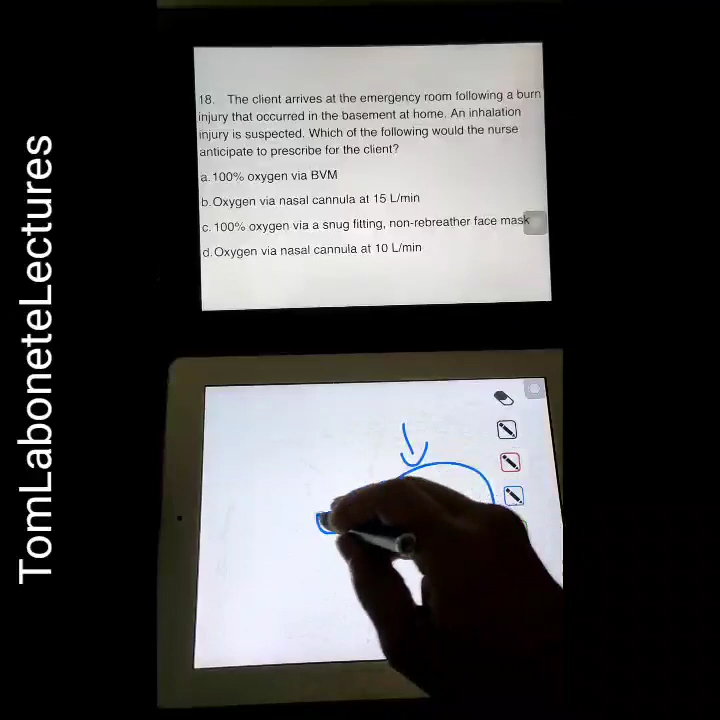 TomLaboneteLectures
18. The client arrives at the emergency room following a burn
injury that occurred in the basement at home. An inhalation
injury is suspected. Which of the following would the nurse
anticipate to prescribe for the client?
a. 100% oxygen via BVM
b. Oxygen via nasal cannula at 15 L/min
c. 100% oxygen via a snug fitting, non-rebreather face mask
d. Oxygen via nasal cannula at 10 L/min